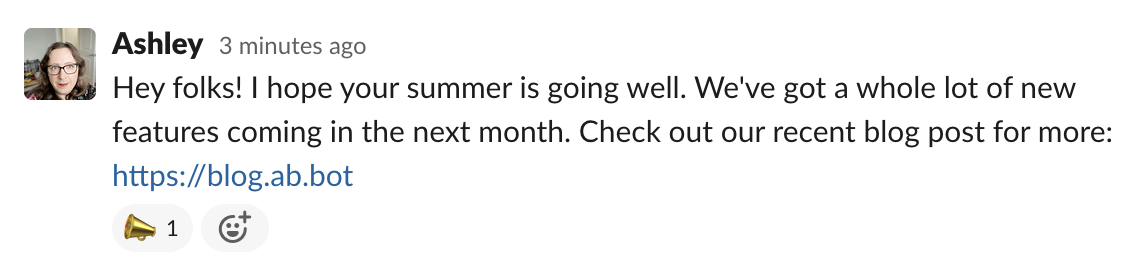 Ashley 3 minutes ago
Hey folks! I hope your summer is going well. We've got a whole lot of new
features coming in the next month. Check out our recent blog post for more:
https://blog.ab.bot
1